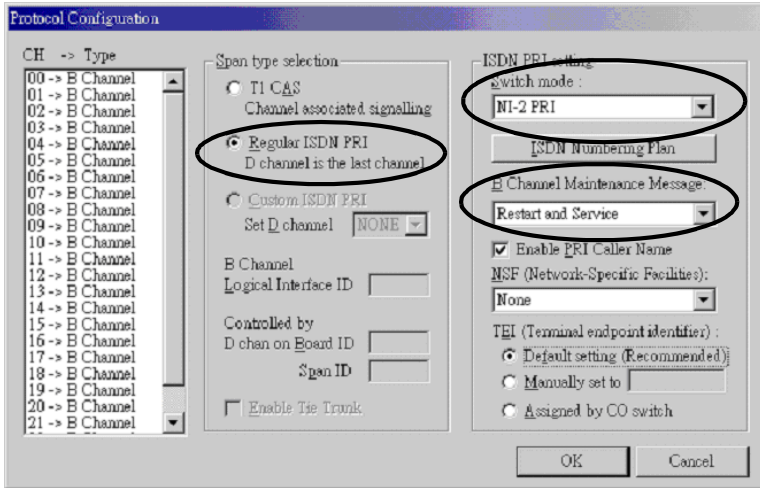 Protocol Configuration
CH -> Type
00 -> B Channel
01 -> B Channel
02 -> B Channel
03 -> B Channel
04 -> B Channel
05 -> B Channel
06 -> B Channel
07 -> B Channel
08 -> B Channel
09 -> B Channel
10 -> B Channel
11 -> B Channel
12 -> B Channel
13 -> B Channel
14 -> B Channel
15 -> B Channel
16 -> B Channel
17 -> B Channel
18 -> B Channel
19 -> B Channel
20 -> B Channel
21 -> B Channel
Span type selection
T1 CAS
Channel associated signalling
Regular ISDN PRI
D channel is the last channel
Custom ISDN PRI
Set D channel NONE
B Channel
Logical Interface ID
Controlled by
D chan on Board ID
Span ID
Enable Tie Trunk
ISDN PRI setting
Switch mode :
NI-2 PRI
ISDN Numbering Plan
B Channel Maintenance Message:
Restart and Service
Enable PRI Caller Name
NSF (Network-Specific Facilities):
None
TEI (Terminal endpoint identifier) :
Default setting (Recommended)
Manually set to
Assigned by CO switch
OK Cancel